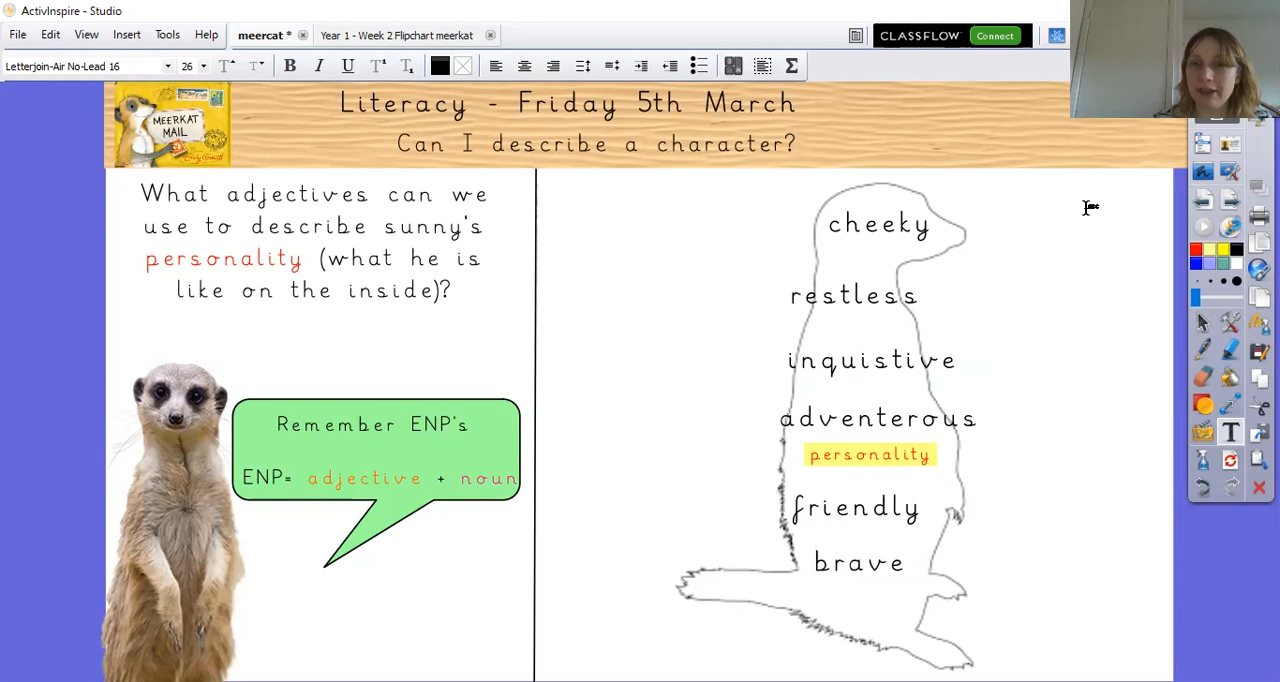 ActivInspire - Studio
File Edit View Insert Tools Help
meercat * Year 1 - Week 2 Flipchart meerkat
CLASSFLOW Connect
Letterjoin-Air No-Lead 16 26 B I U
Literacy - Friday 5th March
Can I describe a character?
MEERKAT
MAIL
What adjectives can we
use to describe sunny's
personality (what he is
like on the inside)?
Remember ENP's
ENP= adjective + noun
cheeky
restless
inquistive
adventerous
personality
friendly
brave